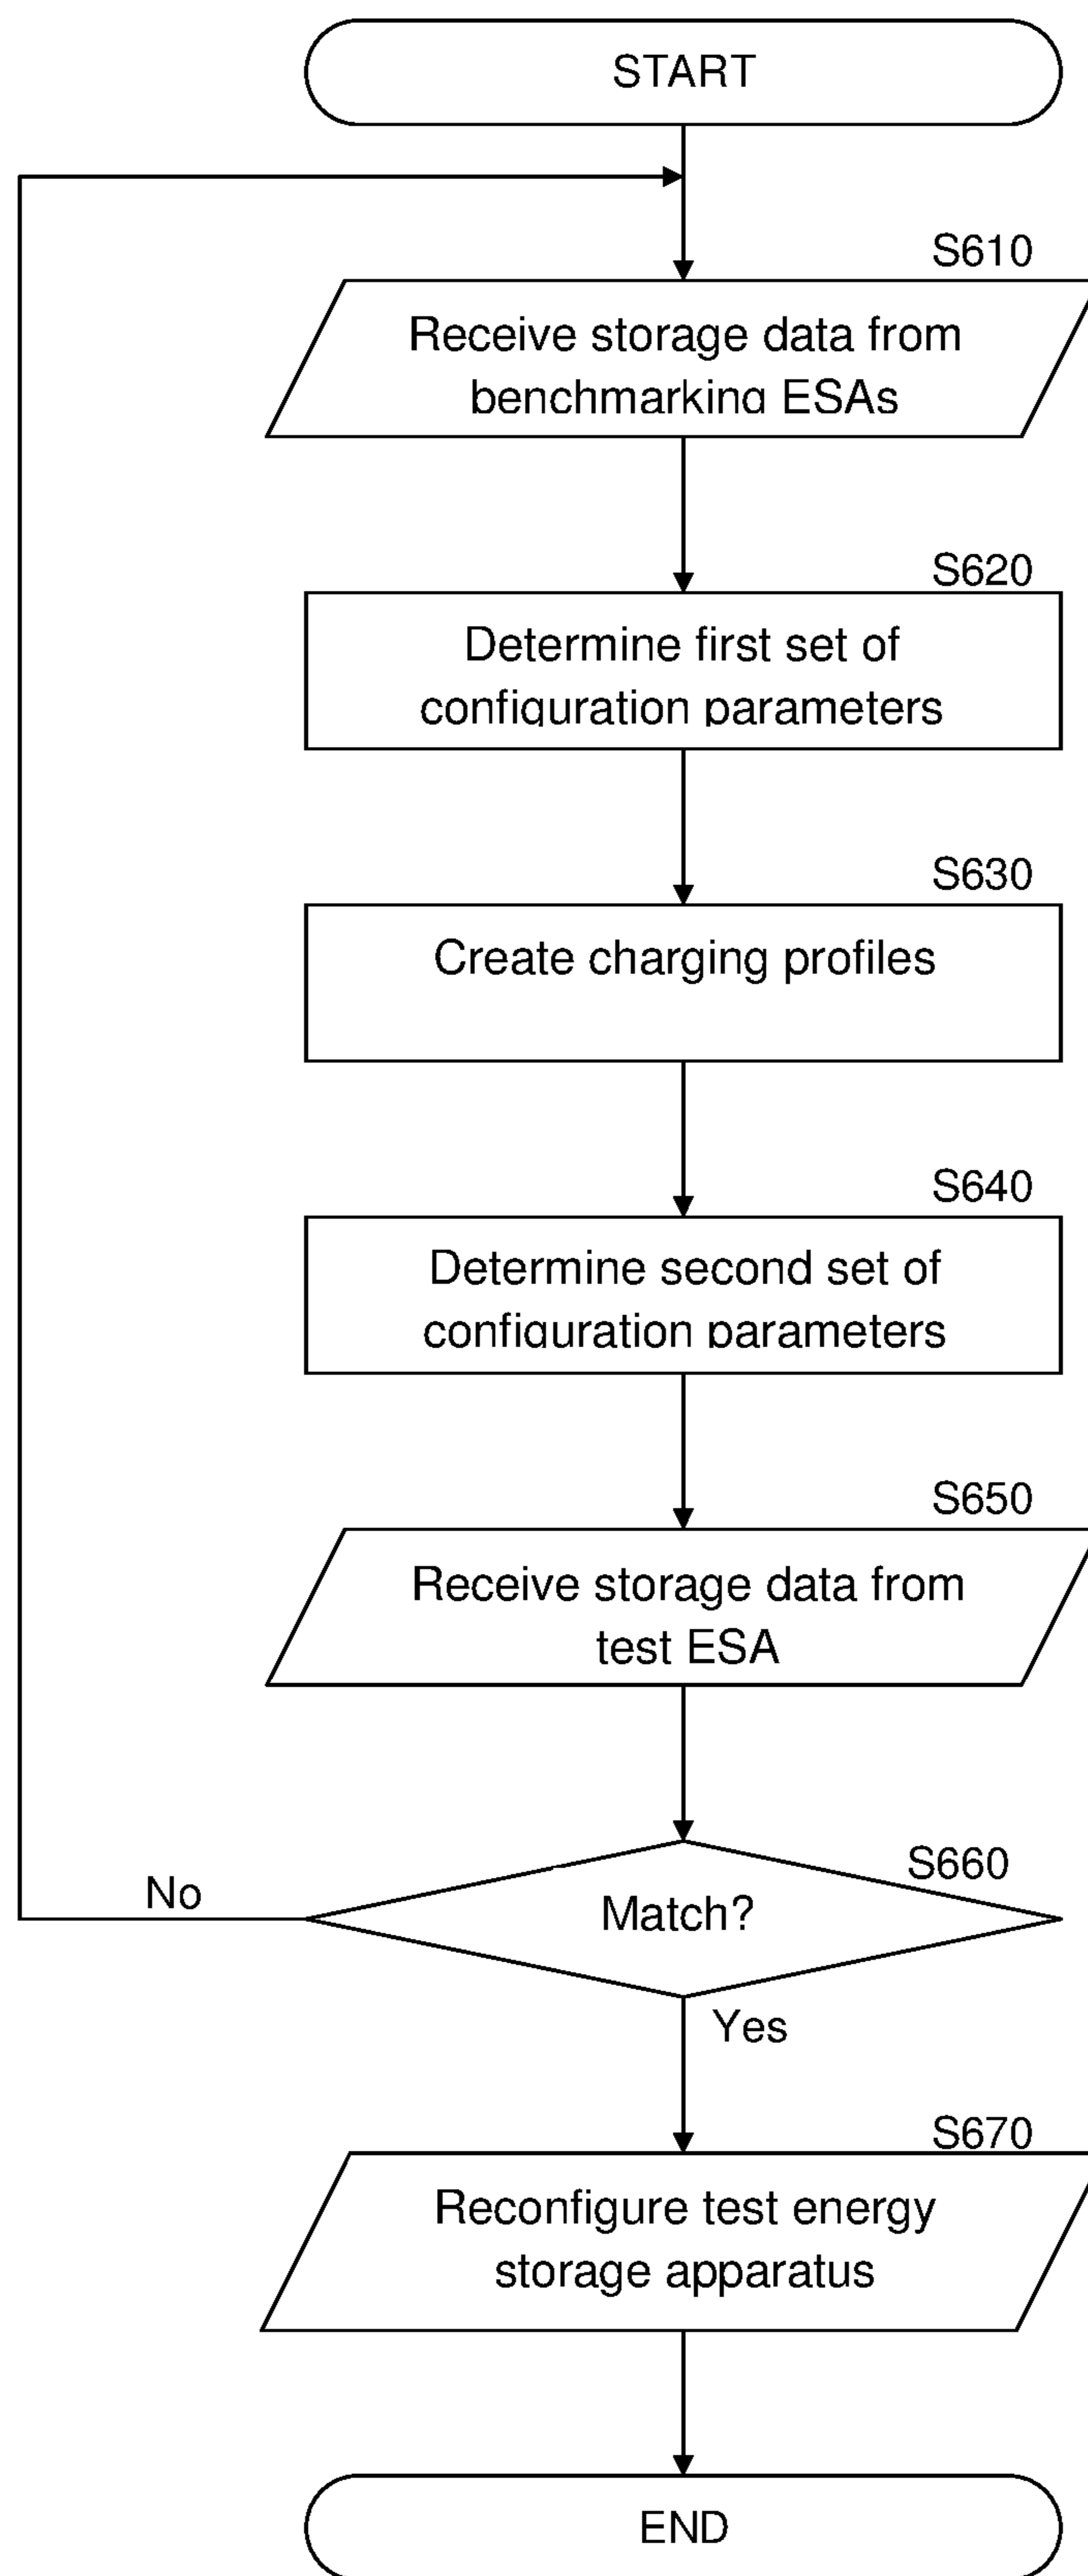 START
S610
Receive storage data from
benchmarking ESAs
S620
Determine first set of
configuration parameters
S630
Create charging profiles
S640
Determine second set of
configuration parameters
S650
Receive storage data from
test ESA
S660
No
Match?
Yes
S670
Reconfigure test energy
storage apparatus
END